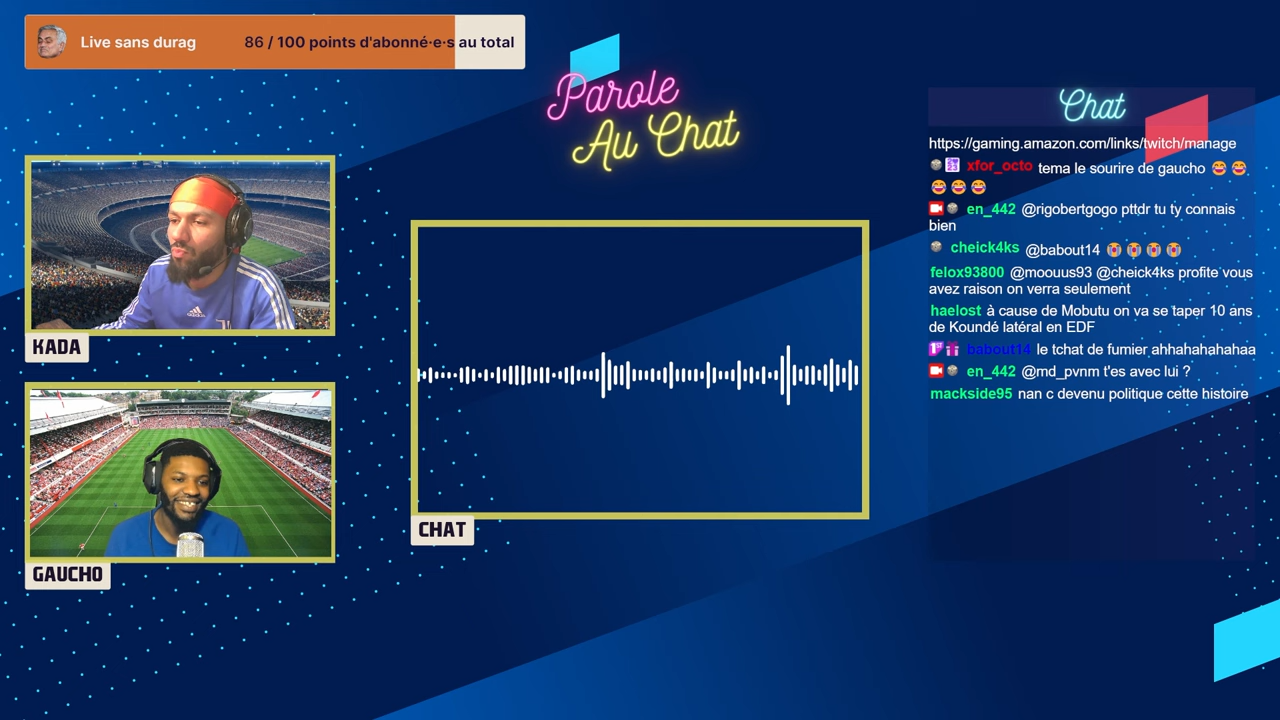 Live sans durag 86 / 100 points d'abonné·e·s au total
Parole
Au Chat
KADA
GAUCHO
CHAT
Chat
https://gaming.amazon.com/links/twitch/manage
xfor_octo tema le sourire de gaucho 😂 😂
😂 😂 😂
en_442 @rigobertgogo pttdr tu ty connais
bien
cheick4ks @babout14 😭 😭 😭 😭
felox93800 @moouus93 @cheick4ks profite vous
avez raison on verra seulement
haelost à cause de Mobutu on va se taper 10 ans
de Koundé latéral en EDF
babout14 le tchat de fumier ahhahahahahaa
en_442 @md_pvnm t'es avec lui ?
mackside95 nan c devenu politique cette histoire